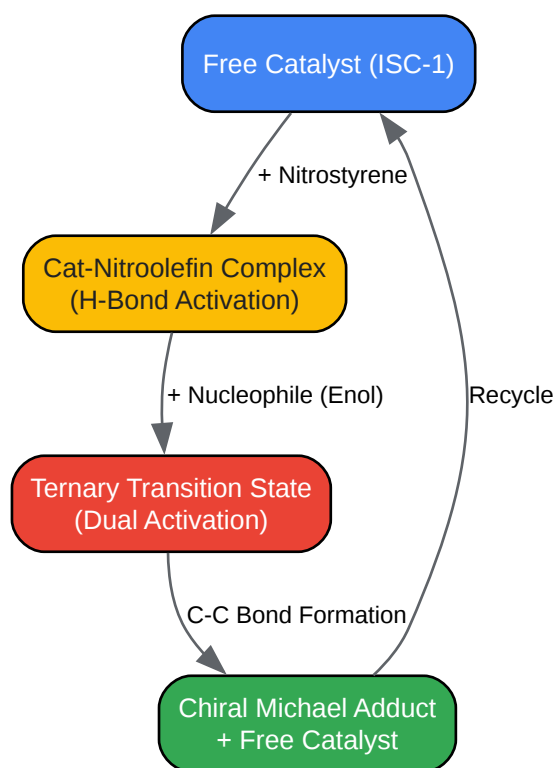 Free Catalyst (ISC-1)
+ Nitrostyrene
Cat-Nitroolefin Complex
(H-Bond Activation)
+ Nucleophile (Enol)
Recycle
Ternary Transition State
(Dual Activation)
C-C Bond Formation
Chiral Michael Adduct
+ Free Catalyst